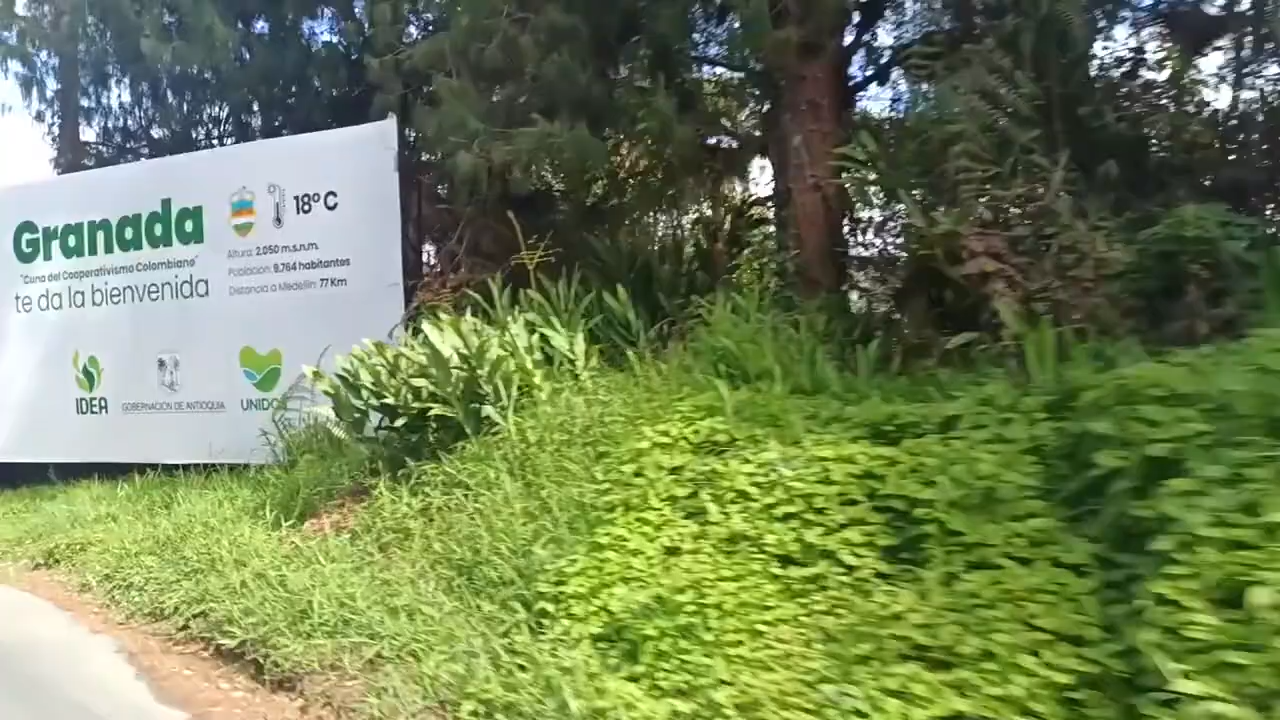 Granada
"Cuna del Cooperativismo Colombiano"
te da la bienvenida
18° C
Altura: 2.050 m.s.n.m.
Población: 9.764 habitantes
Distancia a Medellín: 77 Km
IDEA
GOBERNACIÓN DE ANTIOQUIA